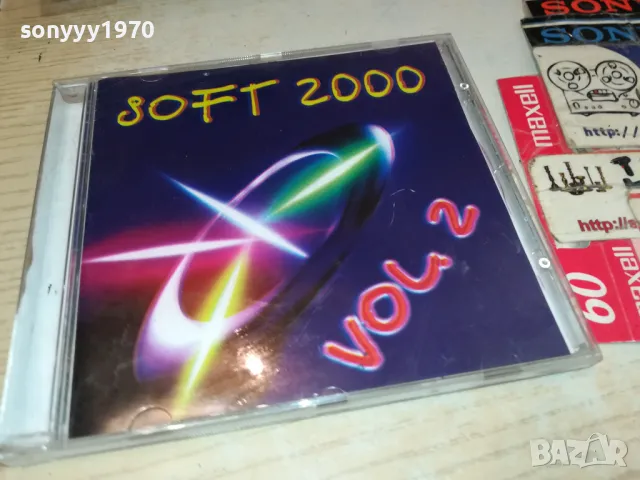 sonyyy1970
SOFT 2000
VOL. 2
SON
SON
maxell
http://
http://s
60
maxell
BAZAR